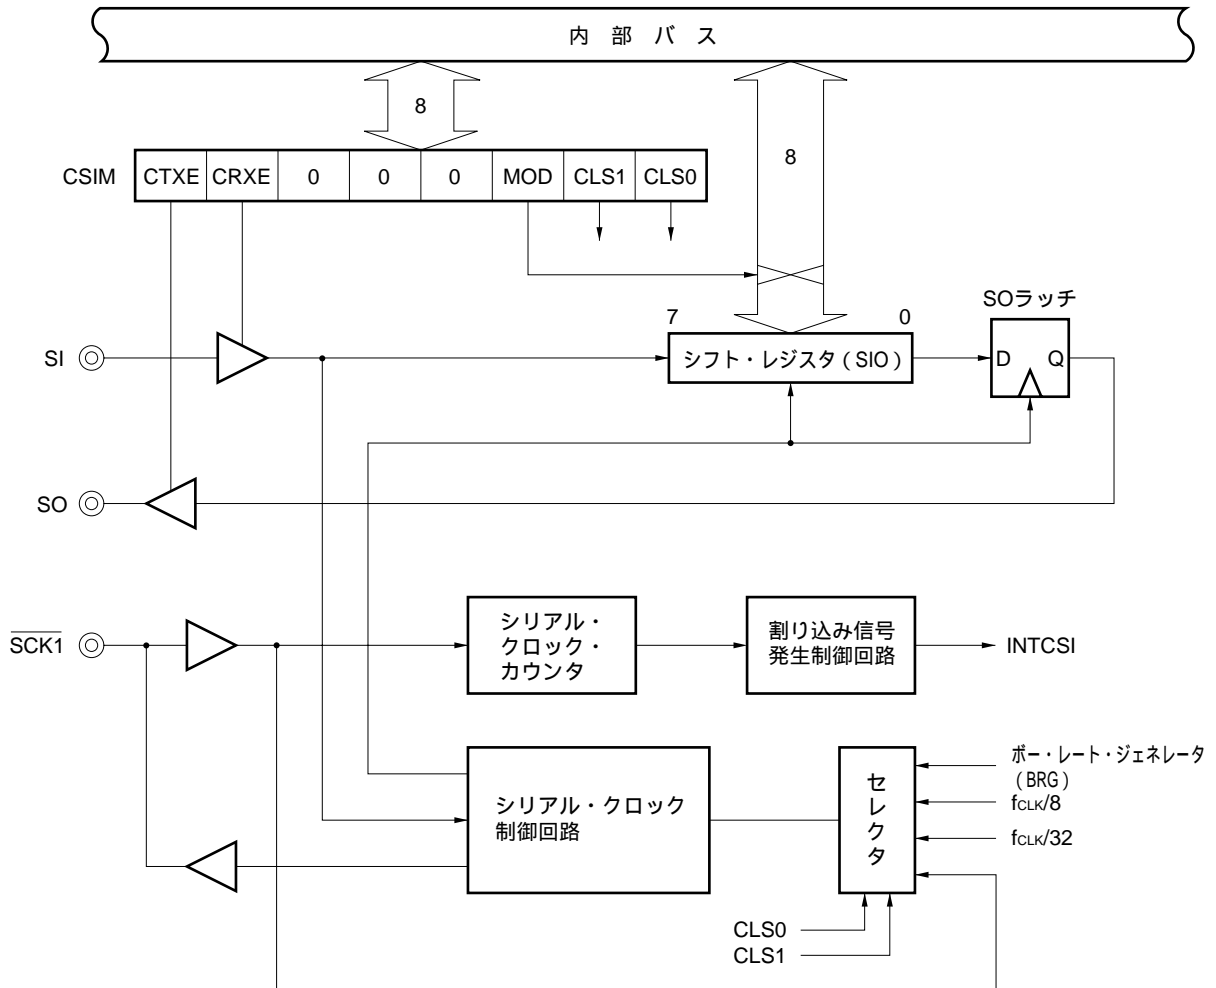 内 部 バ ス
8
8
CSIM
CTXE CRXE 0 0 0 MOD CLS1 CLS0
SOラッチ
7 0
SI
シフト・レジスタ(SIO)
D Q
SO
SCK1
シリアル・
クロック・
カウンタ
割り込み信号
発生制御回路
INTCSI
シリアル・クロック
制御回路
セレクタ
ボー・レート・ジェネレータ
(BRG)
fCLK/8
fCLK/32
CLS0
CLS1